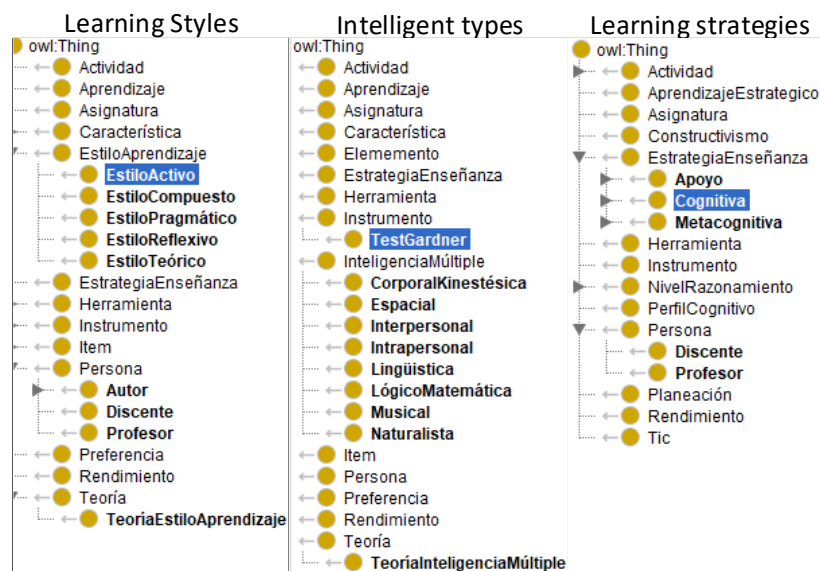 Learning Styles
owl:Thing
Actividad
Aprendizaje
Asignatura
Característica
EstiloAprendizaje
EstiloActivo
EstiloCompuesto
EstiloPragmático
EstiloReflexivo
EstiloTeórico
EstrategiaEnseñanza
Herramienta
Instrumento
Item
Persona
Autor
Discente
Profesor
Preferencia
Rendimiento
Teoría
TeoríaEstiloAprendizaje
Intelligent types
owl:Thing
Actividad
Aprendizaje
Asignatura
Característica
Elememento
EstrategiaEnseñanza
Herramienta
Instrumento
TestGardner
InteligenciaMúltiple
CorporalKinestésica
Espacial
Interpersonal
Intrapersonal
Lingüistica
LógicoMatemática
Musical
Naturalista
Item
Persona
Preferencia
Rendimiento
Teoría
TeoríaInteligenciaMúltiple
Learning strategies
owl:Thing
Actividad
AprendizajeEstrategico
Asignatura
Constructivismo
EstrategiaEnseñanza
Apoyo
Cognitiva
Metacognitiva
Herramienta
Instrumento
NivelRazonamiento
PerfilCognitivo
Persona
Discente
Profesor
Planeación
Rendimiento
Tic